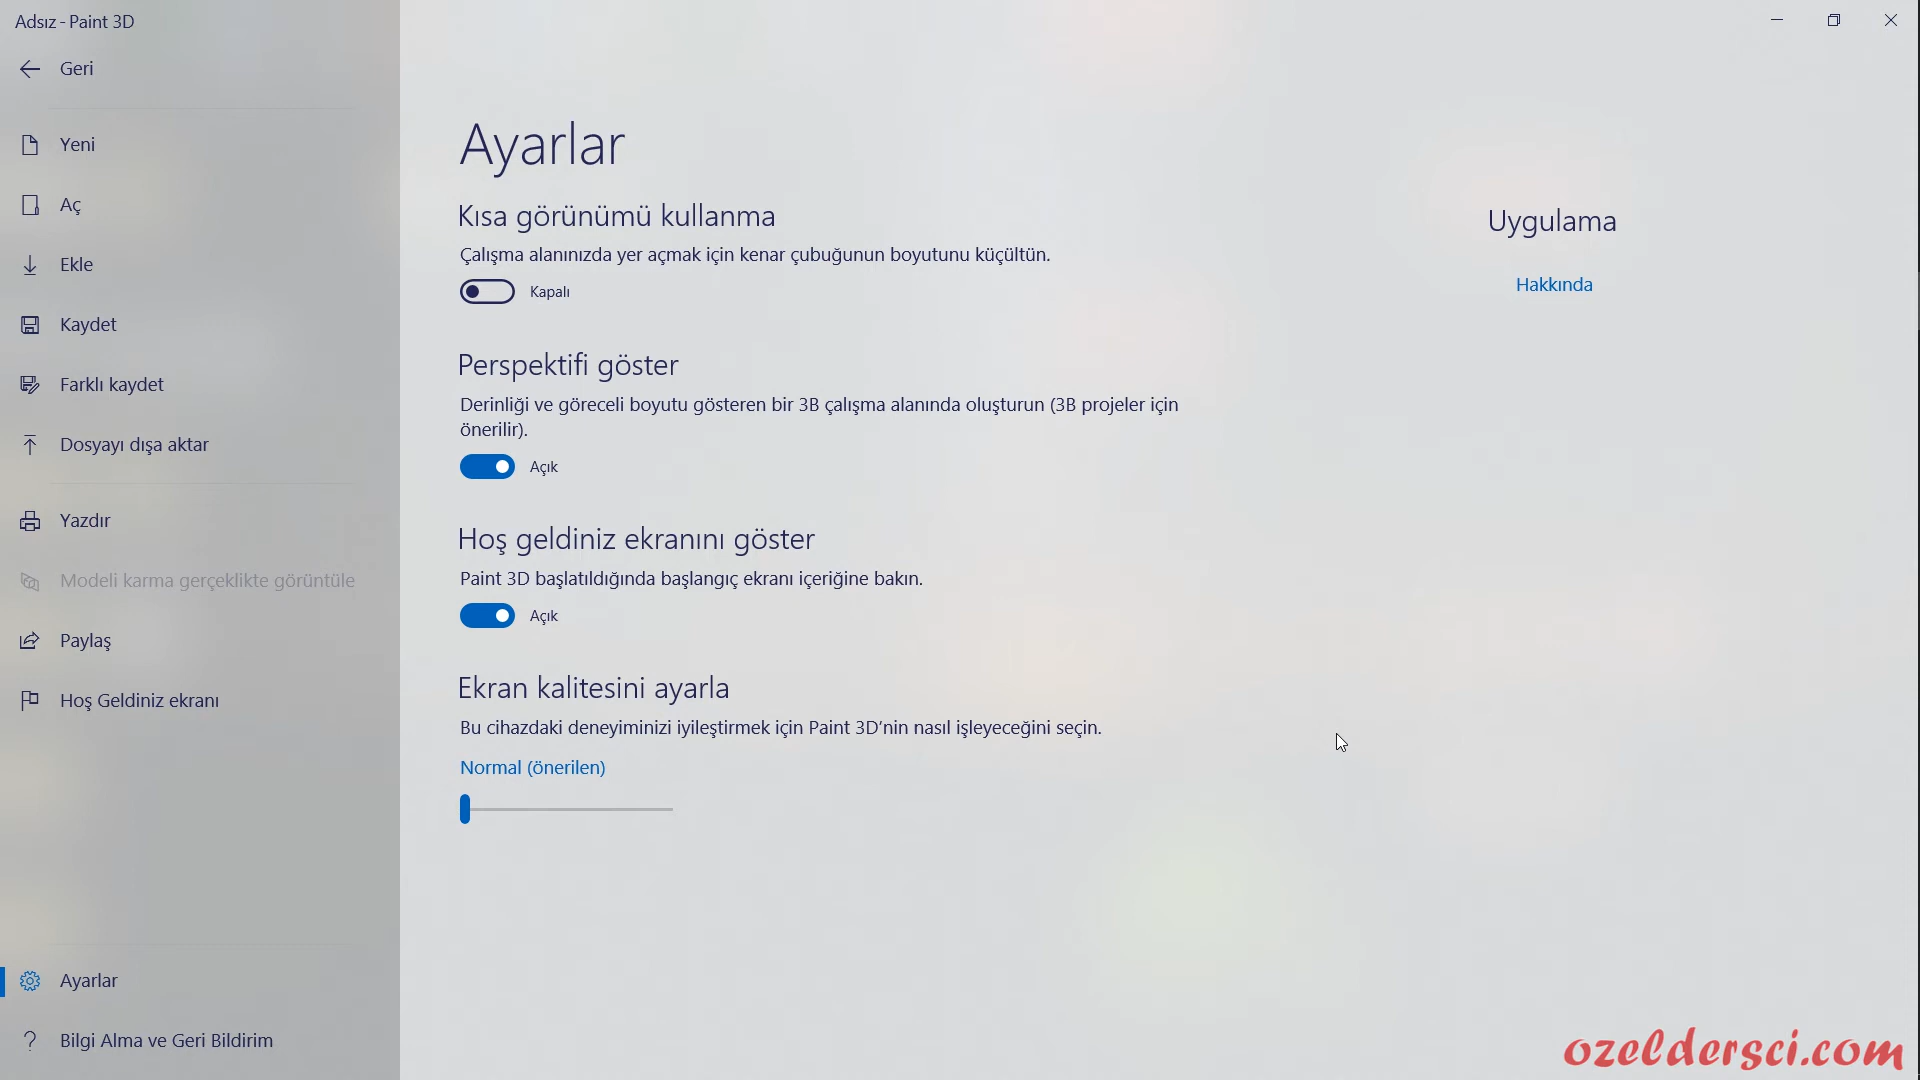 Adsız - Paint 3D
Geri
Yeni
Aç
Ekle
Kaydet
Farklı kaydet
Dosyayı dışa aktar
Yazdır
Modeli karma gerçeklikte görüntüle
Paylaş
Hoş Geldiniz ekranı
Ayarlar
Bilgi Alma ve Geri Bildirim
Ayarlar
Kısa görünümü kullanma
Çalışma alanınızda yer açmak için kenar çubuğunun boyutunu küçültün.
Kapalı
Perspektifi göster
Derinliği ve göreceli boyutu gösteren bir 3B çalışma alanında oluşturun (3B projeler için
önerilir).
Açık
Hoş geldiniz ekranını göster
Paint 3D başlatıldığında başlangıç ekranı içeriğine bakın.
Açık
Ekran kalitesini ayarla
Bu cihazdaki deneyiminizi iyileştirmek için Paint 3D'nin nasıl işleyeceğini seçin.
Normal (önerilen)
Uygulama
Hakkında
ozeldersci.com